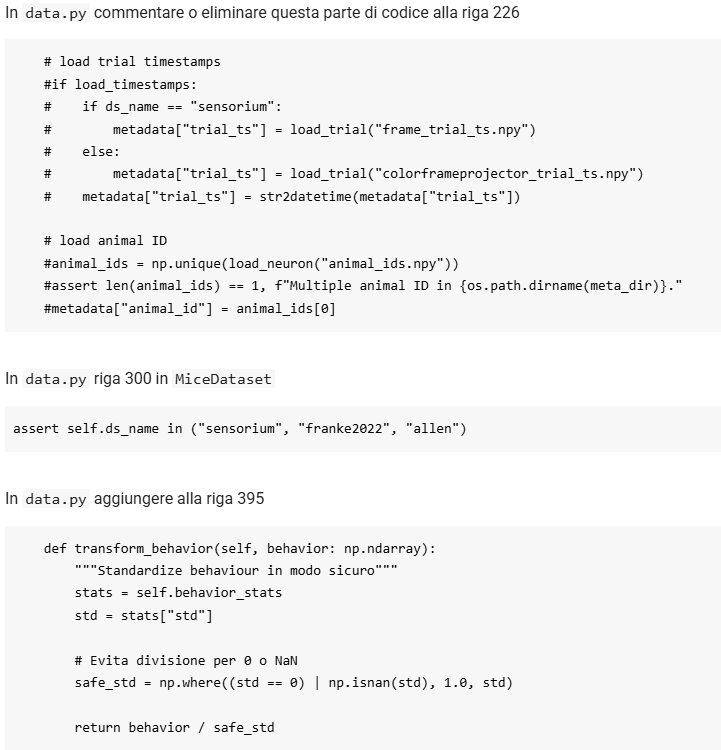 In data.py commentare o eliminare questa parte di codice alla riga 226
    # load trial timestamps
    #if load_timestamps:
    #    if ds_name == "sensorium":
    #        metadata["trial_ts"] = load_trial("frame_trial_ts.npy")
    #    else:
    #        metadata["trial_ts"] = load_trial("colorframeprojector_trial_ts.npy")
    #    metadata["trial_ts"] = str2datetime(metadata["trial_ts"])
    # load animal ID
    #animal_ids = np.unique(load_neuron("animal_ids.npy"))
    #assert len(animal_ids) == 1, f"Multiple animal ID in {os.path.dirname(meta_dir)}."
    #metadata["animal_id"] = animal_ids[0]
In data.py riga 300 in MiceDataset
assert self.ds_name in ("sensorium", "franke2022", "allen")
In data.py aggiungere alla riga 395
    def transform_behavior(self, behavior: np.ndarray):
        """Standardize behaviour in modo sicuro"""
        stats = self.behavior_stats
        std = stats["std"]
        # Evita divisione per 0 o NaN
        safe_std = np.where((std == 0) | np.isnan(std), 1.0, std)
        return behavior / safe_std